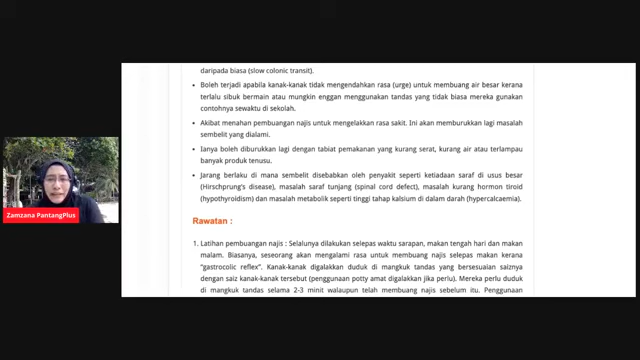 daripada biasa (slow colonic transit).
• Boleh terjadi apabila kanak-kanak tidak mengendahkan rasa (urge) untuk membuang air besar kerana
terlalu sibuk bermain atau mungkin enggan menggunakan tandas yang tidak biasa mereka gunakan
contohnya sewaktu di sekolah.
• Akibat menahan pembuangan najis untuk mengelakkan rasa sakit. Ini akan memburukkan lagi masalah
sembelit yang dialami.
• Ianya boleh diburukkan lagi dengan tabiat pemakanan yang kurang serat, kurang air atau terlampau
banyak produk tenusu.
• Jarang berlaku di mana sembelit disebabkan oleh penyakit seperti ketiadaan saraf di usus besar
(Hirschprung's disease), masalah saraf tunjang (spinal cord defect), masalah kurang hormon tiroid
(hypothyroidism) dan masalah metabolik seperti tinggi tahap kalsium di dalam darah (hypercalcaemia).
Rawatan :
1. Latihan pembuangan najis : Selalunya dilakukan selepas waktu sarapan, makan tengah hari dan makan
malam. Biasanya, seseorang akan mengalami rasa untuk membuang najis selepas makan kerana
"gastrocolic reflex". Kanak-kanak digalakkan duduk di mangkuk tandas yang bersesuaian saiznya
dengan saiz kanak-kanak tersebut (penggunaan potty amat digalakkan jika perlu). Mereka perlu duduk
di mangkuk tandas selama 2-3 minit walaupun telah membuang najis sebelum itu. Penggunaan
Zamzana PantangPlus